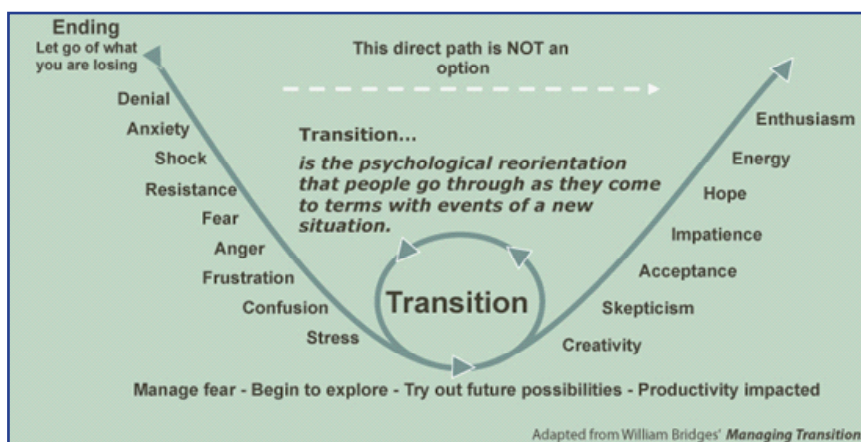 Ending
Let go of what
you are losing
This direct path is NOT an
option
Denial
Anxiety
Shock
Resistance
Fear
Anger
Frustration
Confusion
Stress
Transition...
is the psychological reorientation
that people go through as they come
to terms with events of a new
situation.
Transition
Enthusiasm
Energy
Hope
Impatience
Acceptance
Skepticism
Creativity
Manage fear - Begin to explore - Try out future possibilities - Productivity impacted
Adapted from William Bridges' Managing Transition